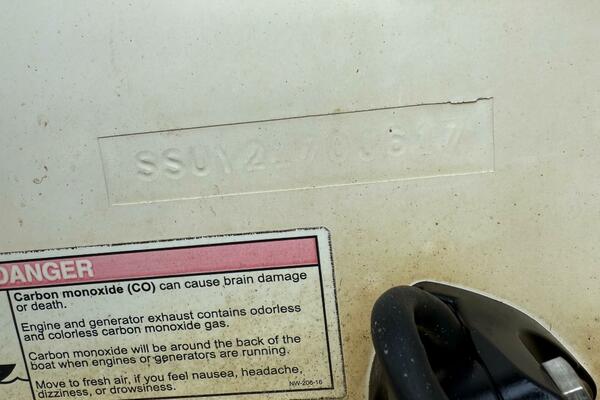 DANGER
Carbon monoxide (CO) can cause brain damage
or death.
Engine and generator exhaust contains odorless
and colorless carbon monoxide gas.
Carbon monoxide will be around the back of the
boat when engines or generators are running.
Move to fresh air, if you feel nausea, headache,
dizziness, or drowsiness.
NW-206-16